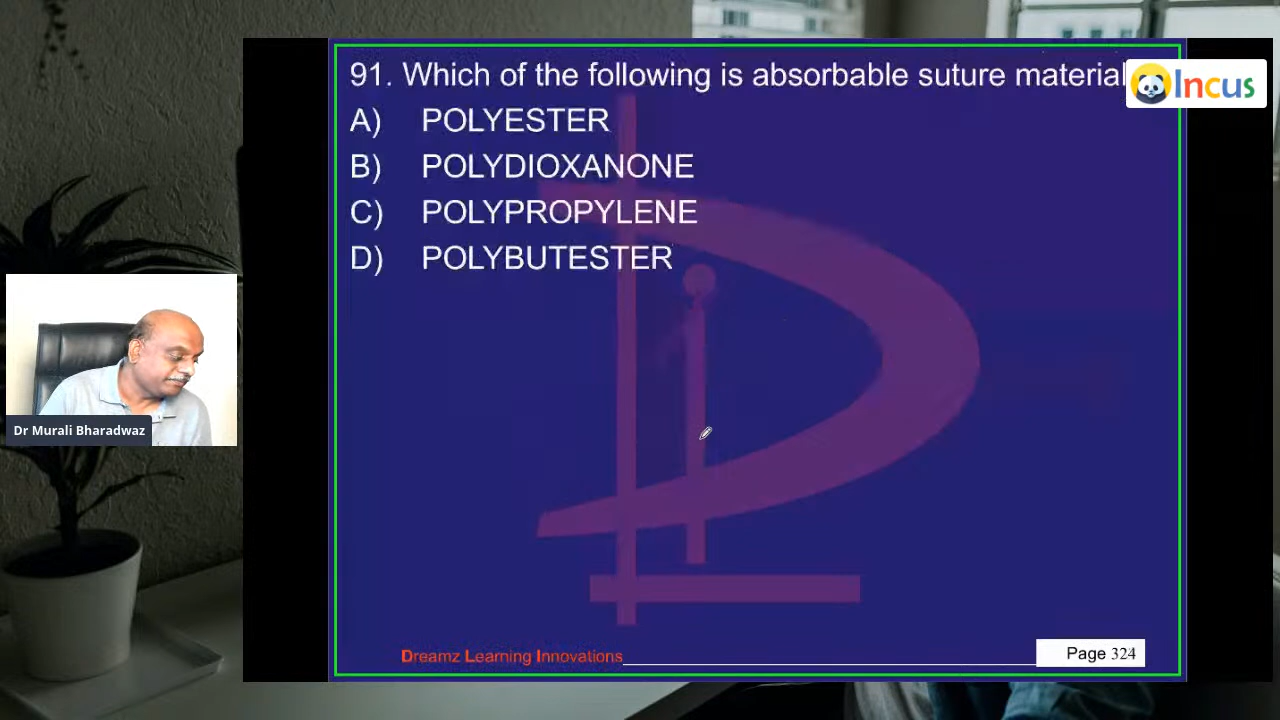 91. Which of the following is absorbable suture material
Incus
A) POLYESTER
B) POLYDIOXANONE
C) POLYPROPYLENE
D) POLYBUTESTER
Dr Murali Bharadwaz
Dreamz Learning Innovations
Page 324